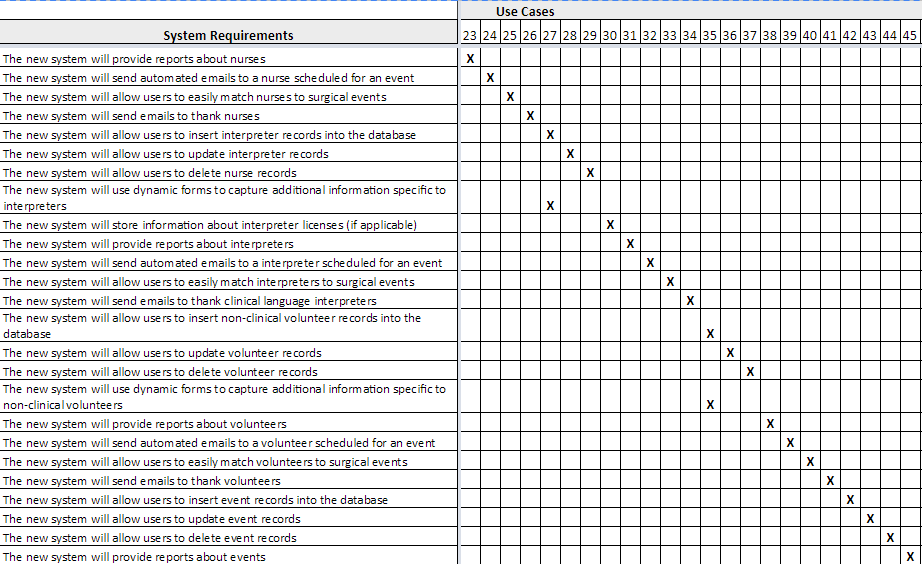 Use Cases
System Requirements 23 24 25 26 27 28 29 30 31 32 33 34 35 36 37 38 39 40 41 42 43 44 45
The new system will provide reports about nurses X
The new system will send automated emails to a nurse scheduled for an event X
The new system will allow users to easily match nurses to surgical events X
The new system will send emails to thank nurses X
The new system will allow users to insert interpreter records into the database X
The new system will allow users to update interpreter records X
The new system will allow users to delete nurse records X
The new system will use dynamic forms to capture additional information specific to
interpreters X
The new system will store information about interpreter licenses (if applicable) X
The new system will provide reports about interpreters X
The new system will send automated emails to a interpreter scheduled for an event X
The new system will allow users to easily match interpreters to surgical events X
The new system will send emails to thank clinical language interpreters X
The new system will allow users to insert non-clinical volunteer records into the
database X
The new system will allow users to update volunteer records X
The new system will allow users to delete volunteer records X
The new system will use dynamic forms to capture additional information specific to
non-clinical volunteers X
The new system will provide reports about volunteers X
The new system will send automated emails to a volunteer scheduled for an event X
The new system will allow users to easily match volunteers to surgical events X
The new system will send emails to thank volunteers X
The new system will allow users to insert event records into the database X
The new system will allow users to update event records X
The new system will allow users to delete event records X
The new system will provide reports about events X